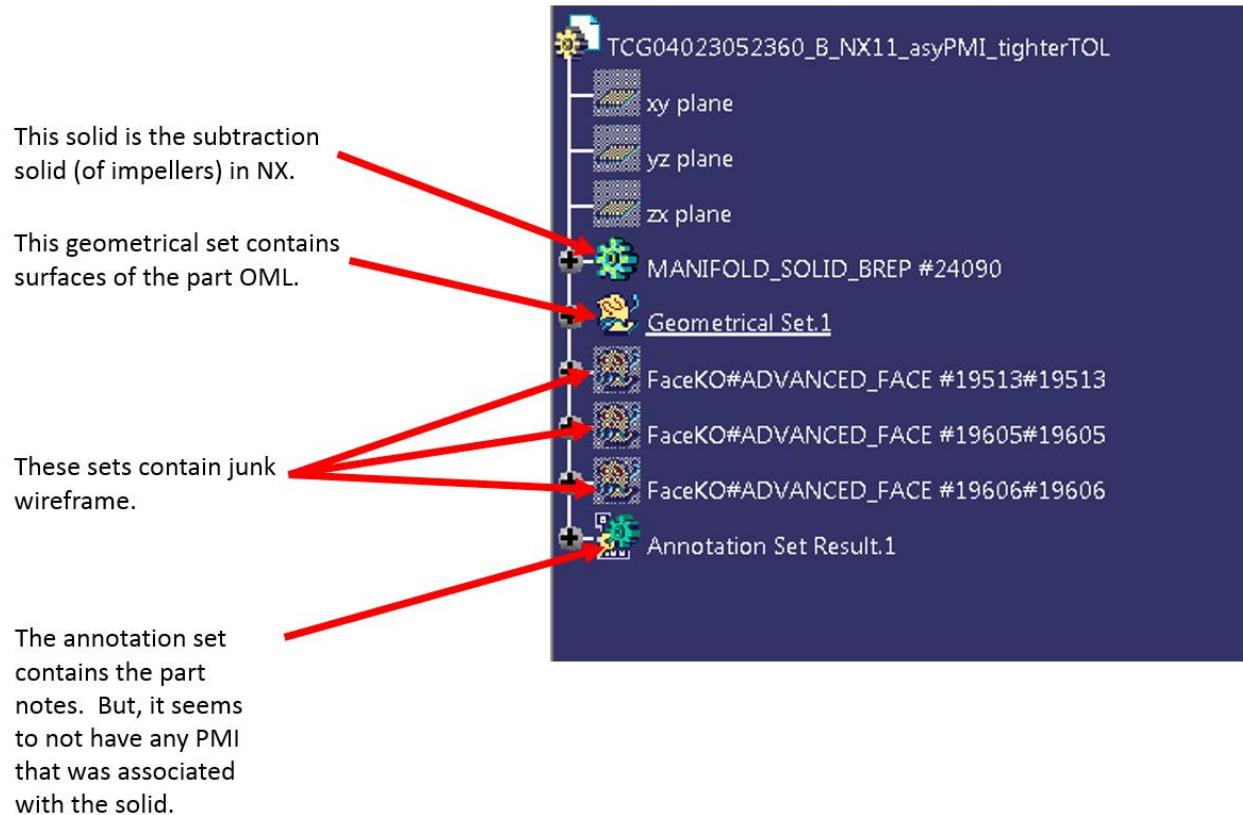 TCG04023052360_B_NX11_asyPMI_tighterTOL
xy plane
yz plane
zx plane
MANIFOLD_SOLID_BREP #24090
Geometrical Set.1
FaceKO#ADVANCED_FACE #19513#19513
FaceKO#ADVANCED_FACE #19605#19605
FaceKO#ADVANCED_FACE #19606#19606
Annotation Set Result.1
This solid is the subtraction
solid (of impellers) in NX.
This geometrical set contains
surfaces of the part OML.
These sets contain junk
wireframe.
The annotation set
contains the part
notes. But, it seems
to not have any PMI
that was associated
with the solid.